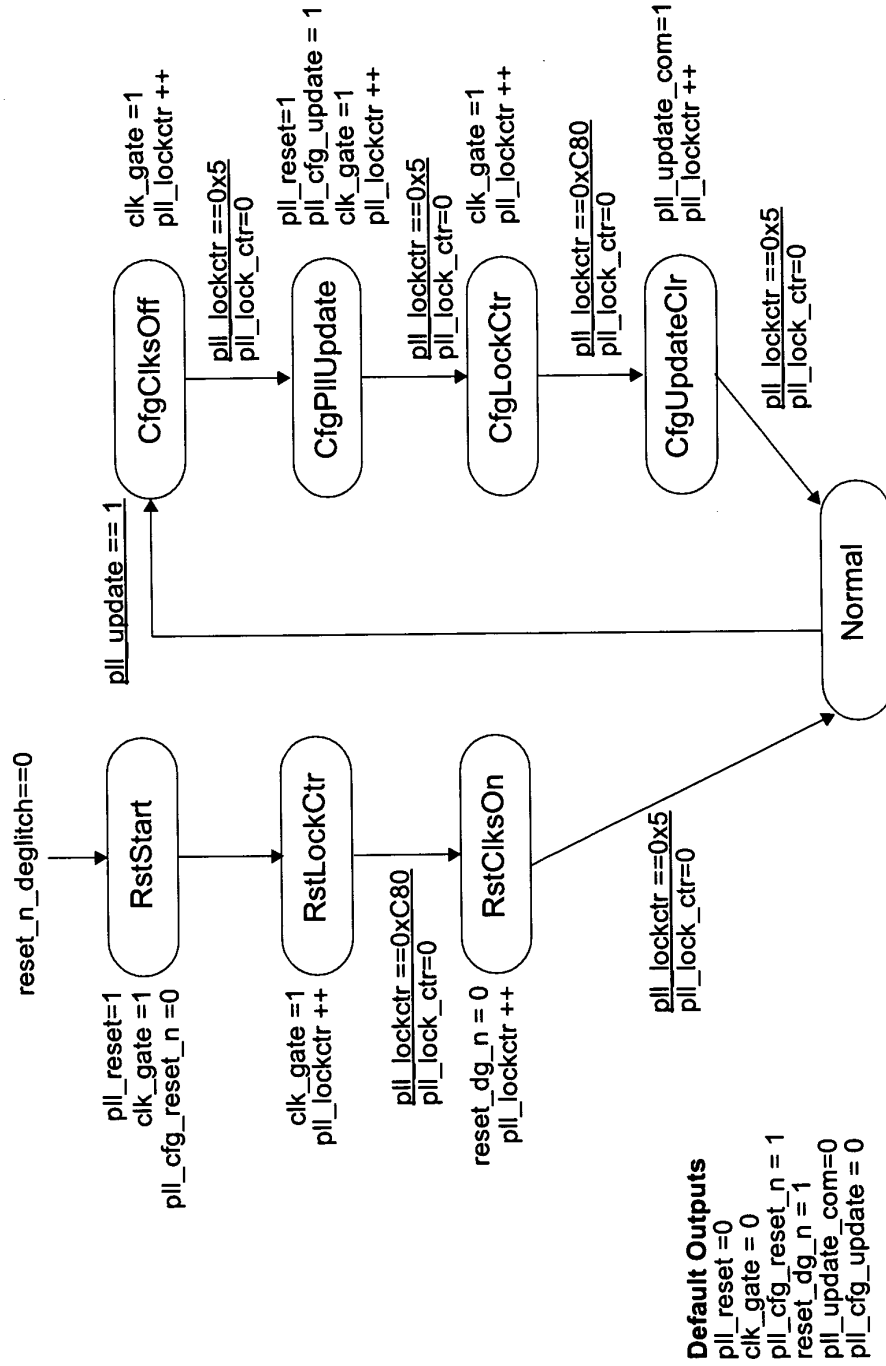 reset_n_deglitch==0
RstStart
pll_reset=1
clk_gate =1
pll_cfg_reset_n =0
RstLockCtr
clk_gate =1
pll_lockctr ++
pll_lockctr ==0xC80
pll_lock_ctr=0
RstClksOn
reset_dg_n = 0
pll_lockctr ++
pll_lockctr ==0x5
pll_lock_ctr=0
Normal
pll_update == 1
CfgClksOff
clk_gate =1
pll_lockctr ++
pll_lockctr ==0x5
pll_lock_ctr=0
CfgPllUpdate
pll_reset=1
pll_cfg_update = 1
clk_gate =1
pll_lockctr ++
pll_lockctr ==0x5
pll_lock_ctr=0
CfgLockCtr
clk_gate =1
pll_lockctr ++
pll_lockctr ==0xC80
pll_lock_ctr=0
CfgUpdateClr
pll_update_com=1
pll_lockctr ++
pll_lockctr ==0x5
pll_lock_ctr=0
Default Outputs
pll_reset =0
clk_gate = 0
pll_cfg_reset_n = 1
reset_dg_n = 1
pll_update_com=0
pll_cfg_update = 0